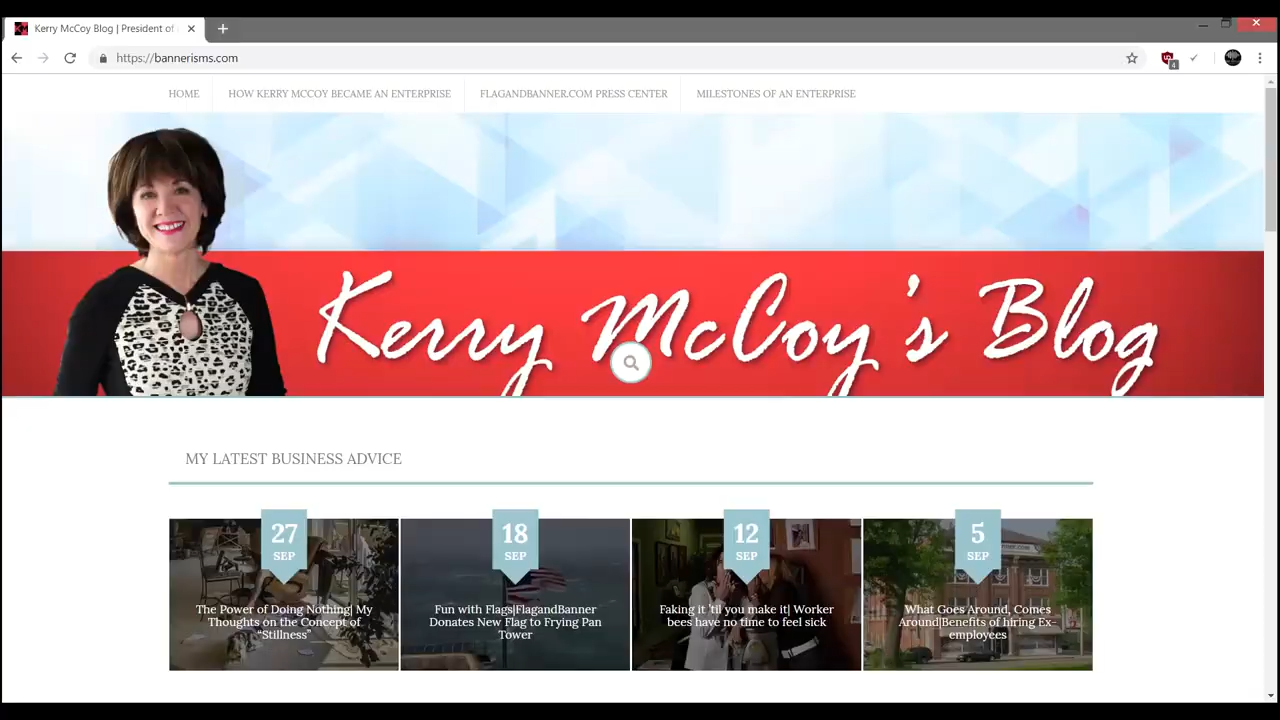 Kerry McCoy Blog | President of
https://bannerisms.com
4
HOME
HOW KERRY MCCOY BECAME AN ENTERPRISE
FLAGANDBANNER.COM PRESS CENTER
MILESTONES OF AN ENTERPRISE
Kerry McCoy's Blog
MY LATEST BUSINESS ADVICE
27
SEP
The Power of Doing Nothing| My
Thoughts on the Concept of
“Stillness”
18
SEP
Fun with Flags|FlagandBanner
Donates New Flag to Frying Pan
Tower
12
SEP
Faking it 'til you make it| Worker
bees have no time to feel sick
5
SEP
What Goes Around, Comes
Around|Benefits of hiring Ex-
employees